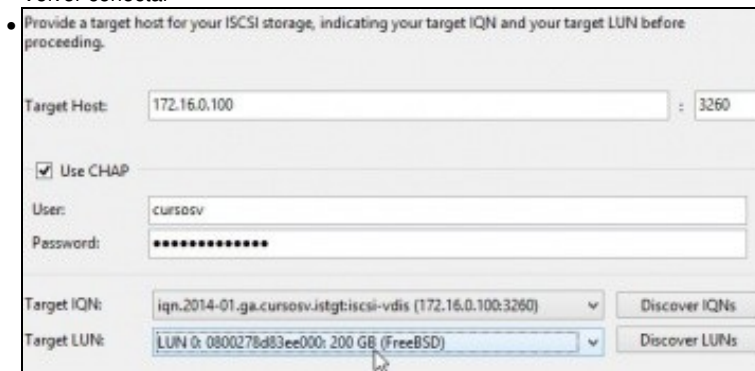 Volver conectar
Provide a target host for your ISCSI storage, indicating your target IQN and your target LUN before
proceeding.
Target Host: 172.16.0.100 : 3260
Use CHAP
User: cursosv
Password: •••••••••••••
Target IQN: iqn.2014-01.ga.cursosv.istgt:iscsi-vdis (172.16.0.100:3260) Discover IQNs
Target LUN: LUN 0: 0800278d83ee000: 200 GB (FreeBSD) Discover LUNs